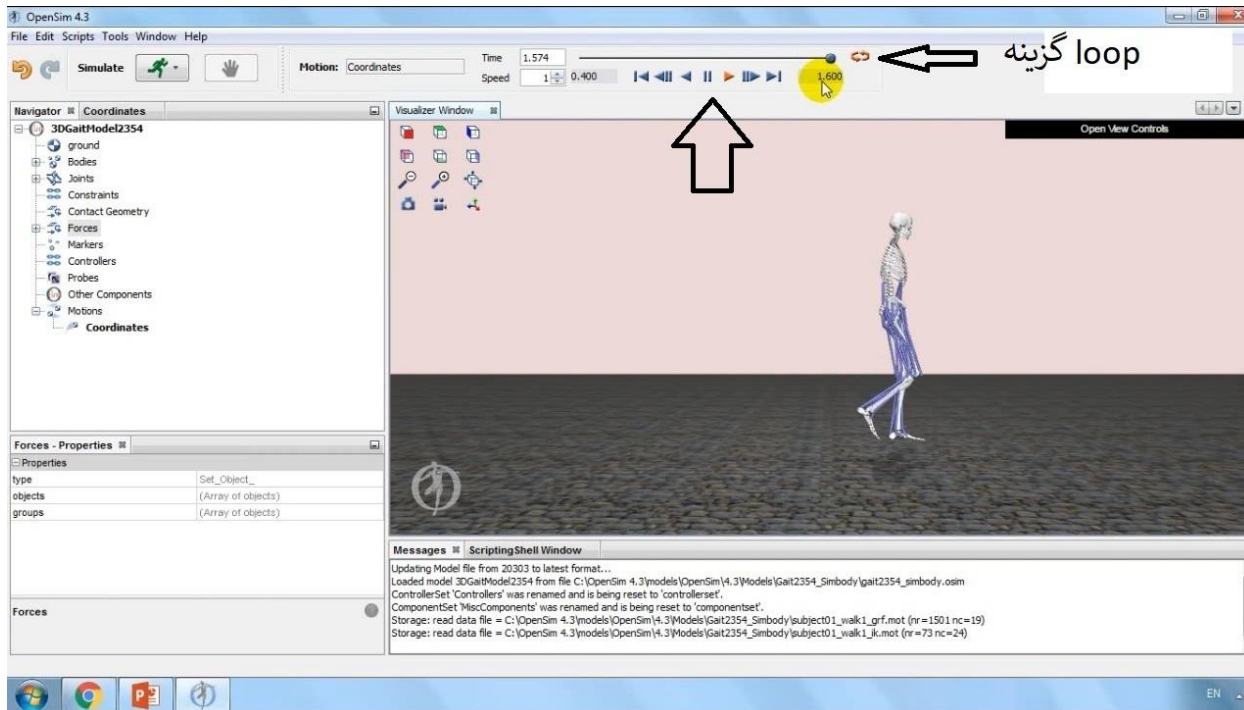 OpenSim 4.3
File Edit Scripts Tools Window Help
گزینه loop
Simulate
Motion: Coordinates
Time 1.574
Speed 1 0.400
1.600
Navigator Coordinates
3DGaitModel2354
ground
Bodies
Joints
Constraints
Contact Geometry
Forces
Markers
Controllers
Probes
Other Components
Motions
Coordinates
Visualizer Window
Open View Controls
Forces - Properties
Properties
type Set_Object_
objects (Array of objects)
groups (Array of objects)
Forces
Messages ScriptingShell Window
Updating Model file from 20303 to latest format...
Loaded model 3DGaitModel2354 from file C:\OpenSim 4.3\models\OpenSim\4.3\Models\Gait2354_Simbody\gait2354_simbody.osim
ControllerSet 'Controllers' was renamed and is being reset to 'controllerset'.
ComponentSet 'MiscComponents' was renamed and is being reset to 'componentset'.
Storage: read data file = C:\OpenSim 4.3\models\OpenSim\4.3\Models\Gait2354_Simbody\subject01_walk1_grf.mot (nr=1501 nc=19)
Storage: read data file = C:\OpenSim 4.3\models\OpenSim\4.3\Models\Gait2354_Simbody\subject01_walk1_ik.mot (nr=73 nc=24)
EN